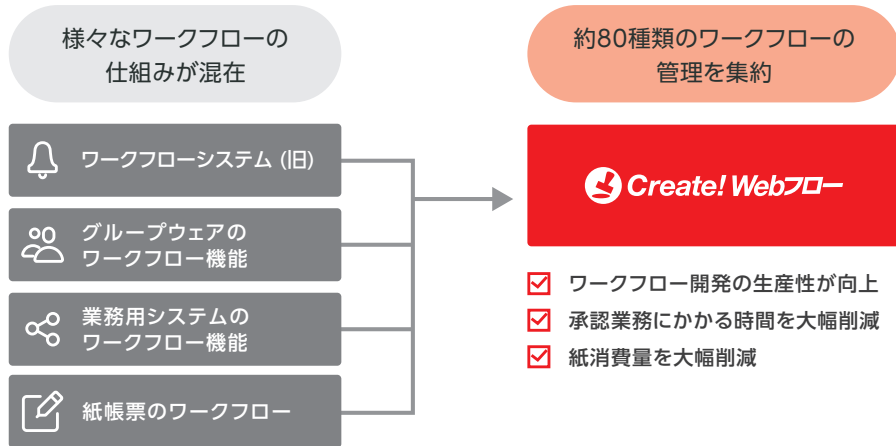 様々なワークフローの
仕組みが混在
ワークフローシステム (旧)
グループウェアの
ワークフロー機能
業務用システムの
ワークフロー機能
紙帳票のワークフロー
約80種類のワークフローの
管理を集約
Create! Webフロー
ワークフロー開発の生産性が向上
承認業務にかかる時間を大幅削減
紙消費量を大幅削減